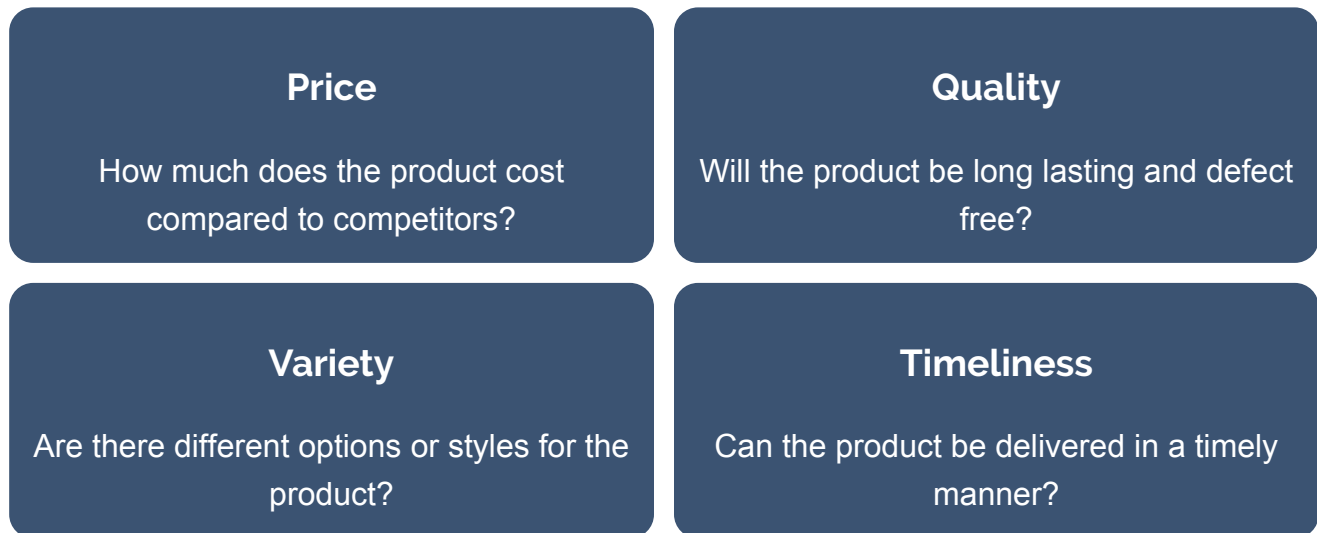 Price
How much does the product cost
compared to competitors?
Quality
Will the product be long lasting and defect
free?
Variety
Are there different options or styles for the
product?
Timeliness
Can the product be delivered in a timely
manner?